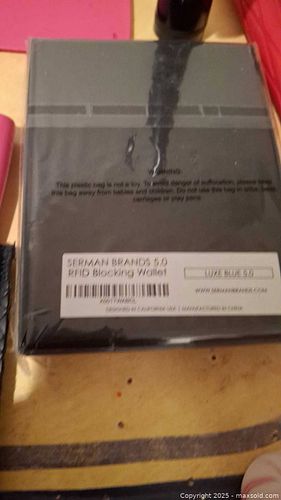 WARNING:
This plastic bag is not a toy. To avoid danger of suffocation, please keep
this bag away from babies and children. Do not use this bag in cribs, beds,
carriages or play pens.
SERMAN BRANDS 5.0
RFID Blocking Wallet
LUXE BLUE 5.0
WWW.SERMANBRANDS.COM
DESIGNED IN CALIFORNIA USA | MANUFACTURED IN CHINA
Copyright © 2025 - maxsold.com